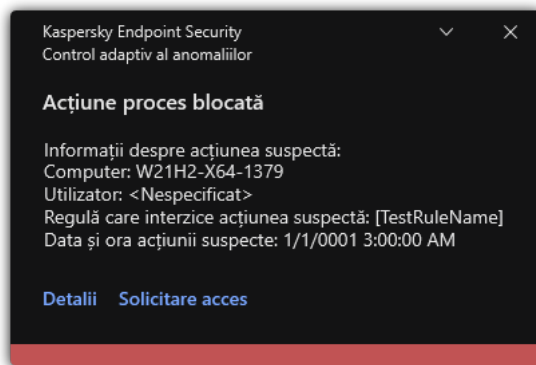 Kaspersky Endpoint Security
Control adaptiv al anomaliilor
Acțiune proces blocată
Informații despre acțiunea suspectă:
Computer: W21H2-X64-1379
Utilizator: <Nespecificat>
Regulă care interzice acțiunea suspectă: [TestRuleName]
Data și ora acțiunii suspecte: 1/1/0001 3:00:00 AM
Detalii Solicitare acces